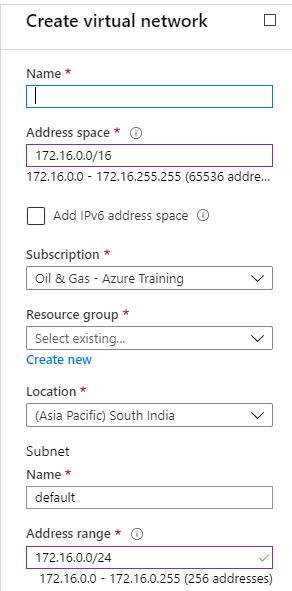 Create virtual network
Name *
Address space *
172.16.0.0/16
172.16.0.0 - 172.16.255.255 (65536 addre...
Add IPv6 address space
Subscription *
Oil & Gas - Azure Training
Resource group *
Select existing...
Create new
Location *
(Asia Pacific) South India
Subnet
Name *
default
Address range *
172.16.0.0/24
172.16.0.0 - 172.16.0.255 (256 addresses)